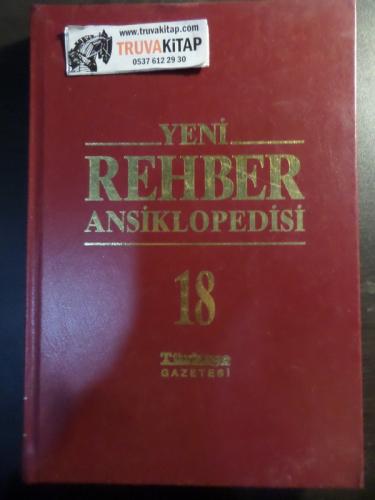 www.truvakitap.com
TRUVAKİTAP
0537 612 29 30
YENİ
REHBER
ANSİKLOPEDİSİ
18
Türkiye
GAZETESİ